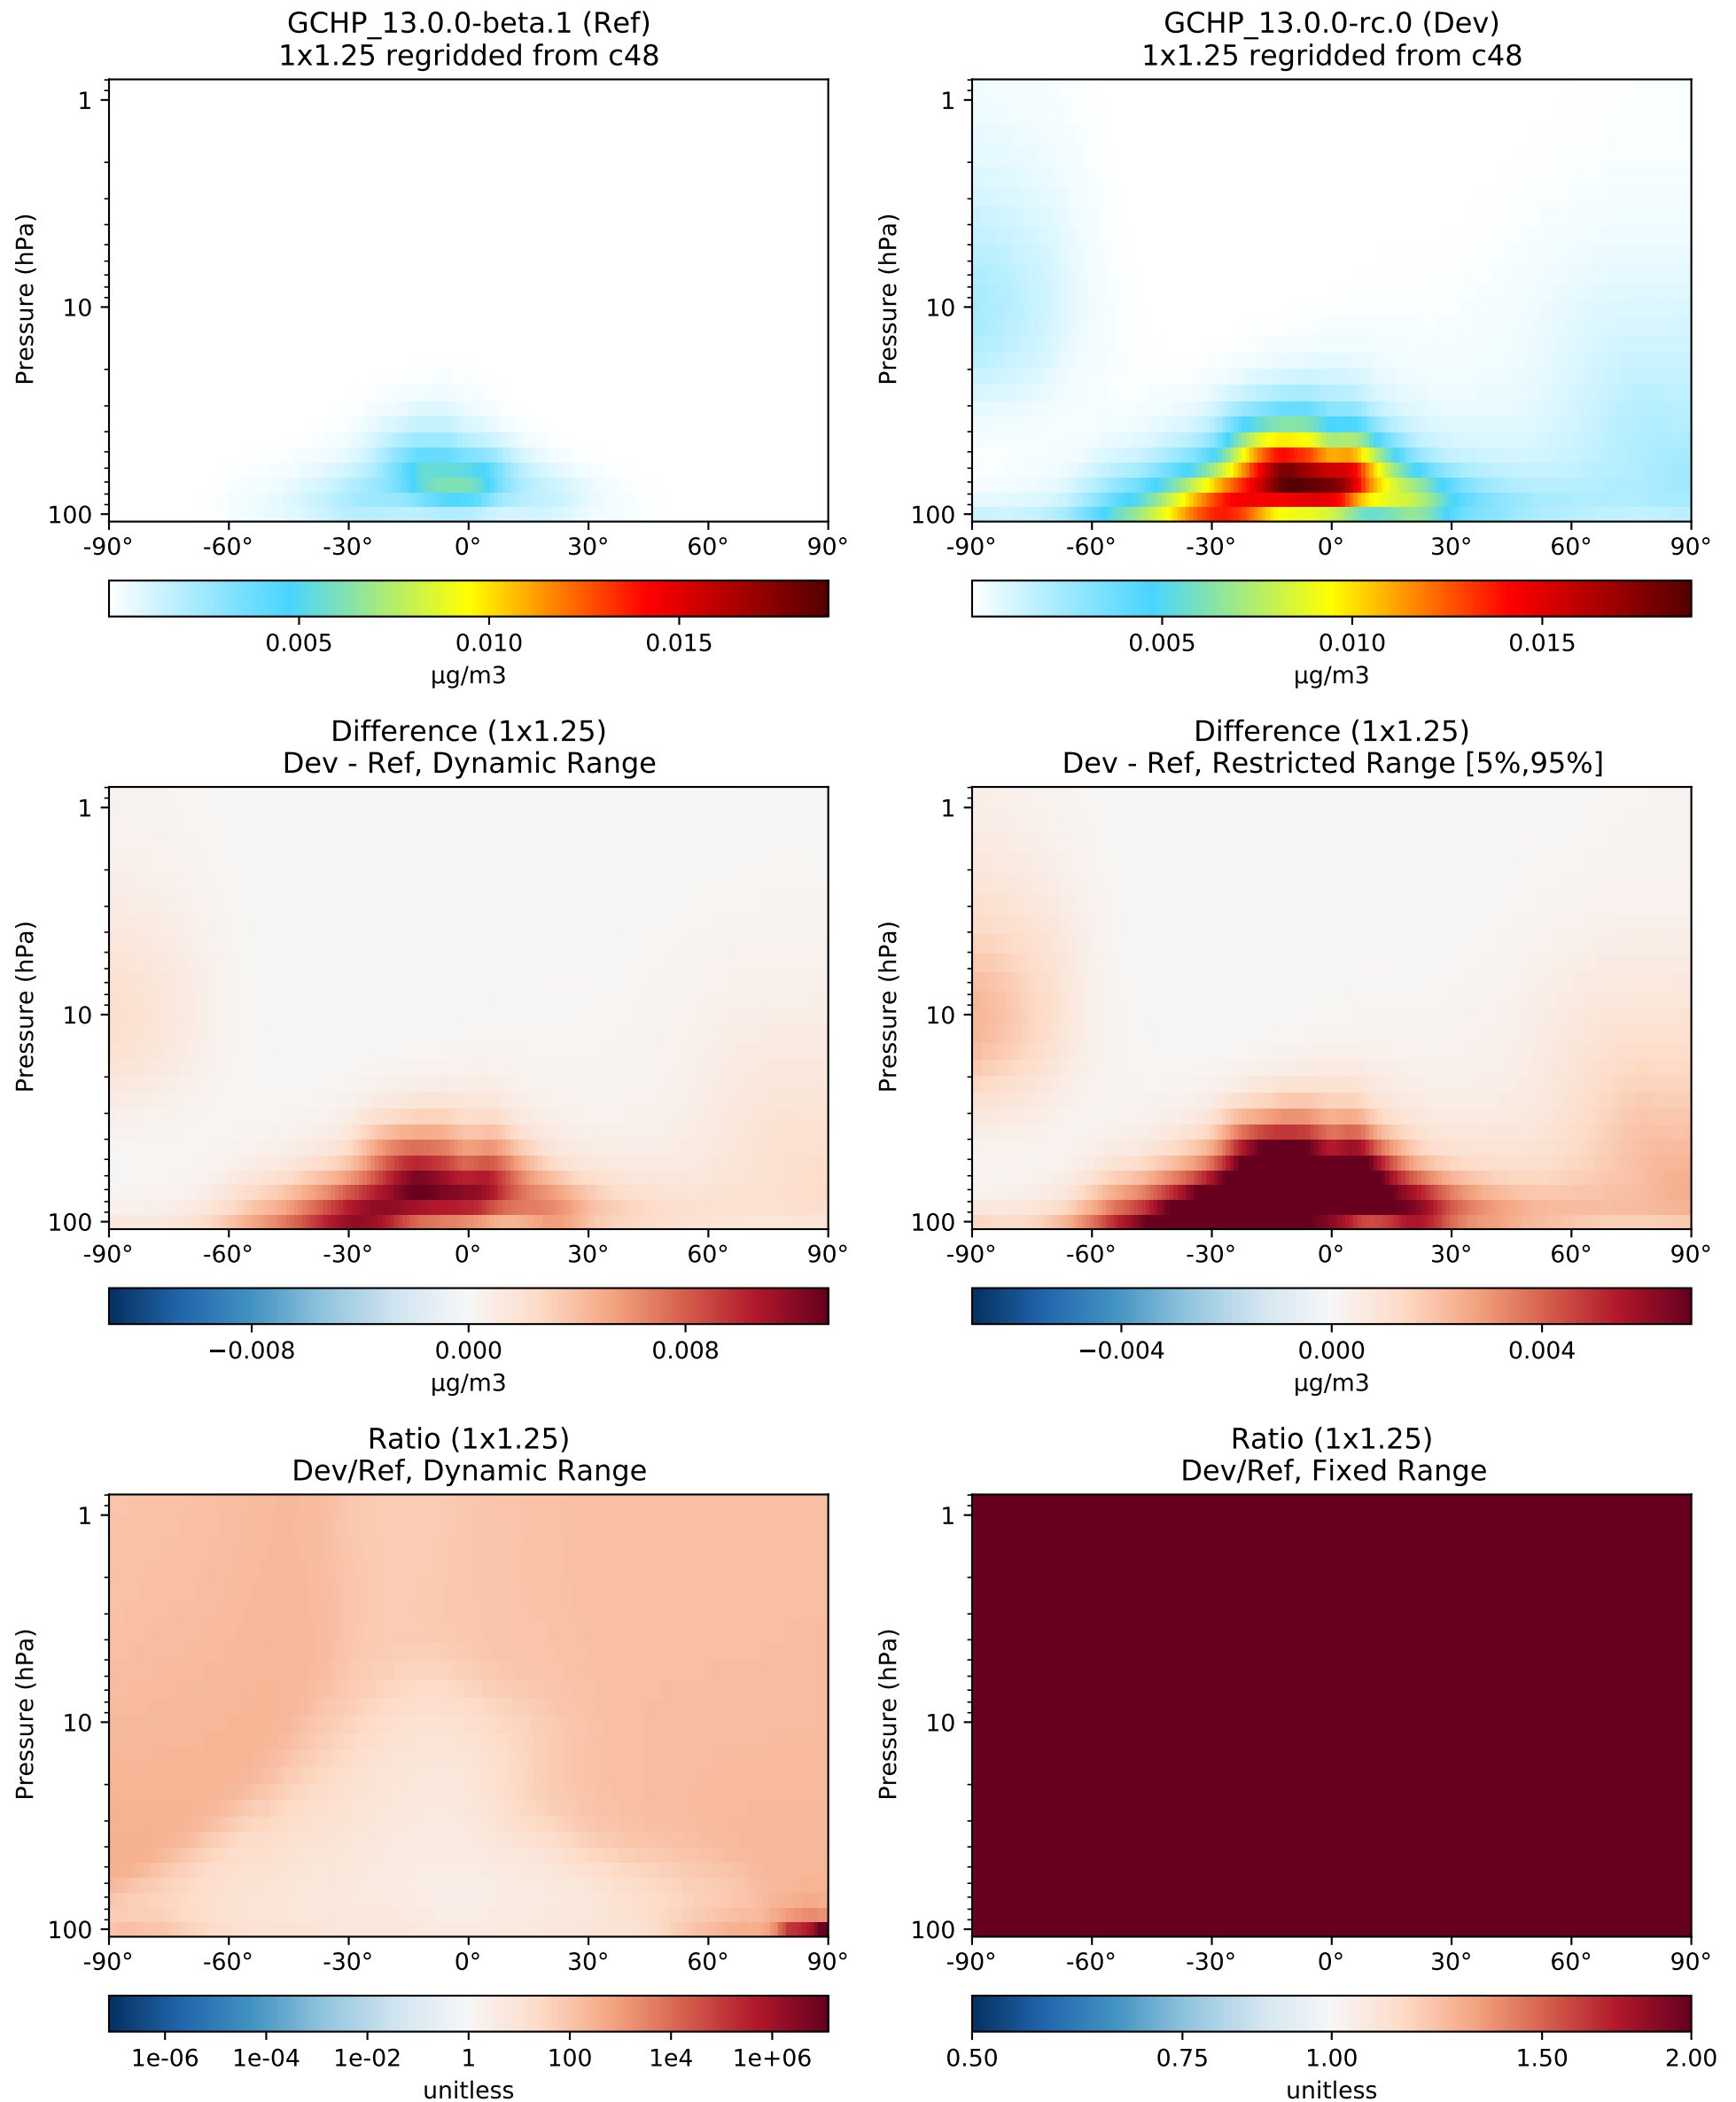 GCHP_13.0.0-beta.1 (Ref)
1x1.25 regridded from c48
Pressure (hPa)
1
10
100
-90° -60° -30° 0° 30° 60° 90°
0.005 0.010 0.015
µg/m3
GCHP_13.0.0-rc.0 (Dev)
1x1.25 regridded from c48
Pressure (hPa)
1
10
100
-90° -60° -30° 0° 30° 60° 90°
0.005 0.010 0.015
µg/m3
Difference (1x1.25)
Dev - Ref, Dynamic Range
Pressure (hPa)
1
10
100
-90° -60° -30° 0° 30° 60° 90°
−0.008 0.000 0.008
µg/m3
Difference (1x1.25)
Dev - Ref, Restricted Range [5%,95%]
Pressure (hPa)
1
10
100
-90° -60° -30° 0° 30° 60° 90°
−0.004 0.000 0.004
µg/m3
Ratio (1x1.25)
Dev/Ref, Dynamic Range
Pressure (hPa)
1
10
100
-90° -60° -30° 0° 30° 60° 90°
1e-06 1e-04 1e-02 1 100 1e4 1e+06
unitless
Ratio (1x1.25)
Dev/Ref, Fixed Range
Pressure (hPa)
1
10
100
-90° -60° -30° 0° 30° 60° 90°
0.50 0.75 1.00 1.50 2.00
unitless